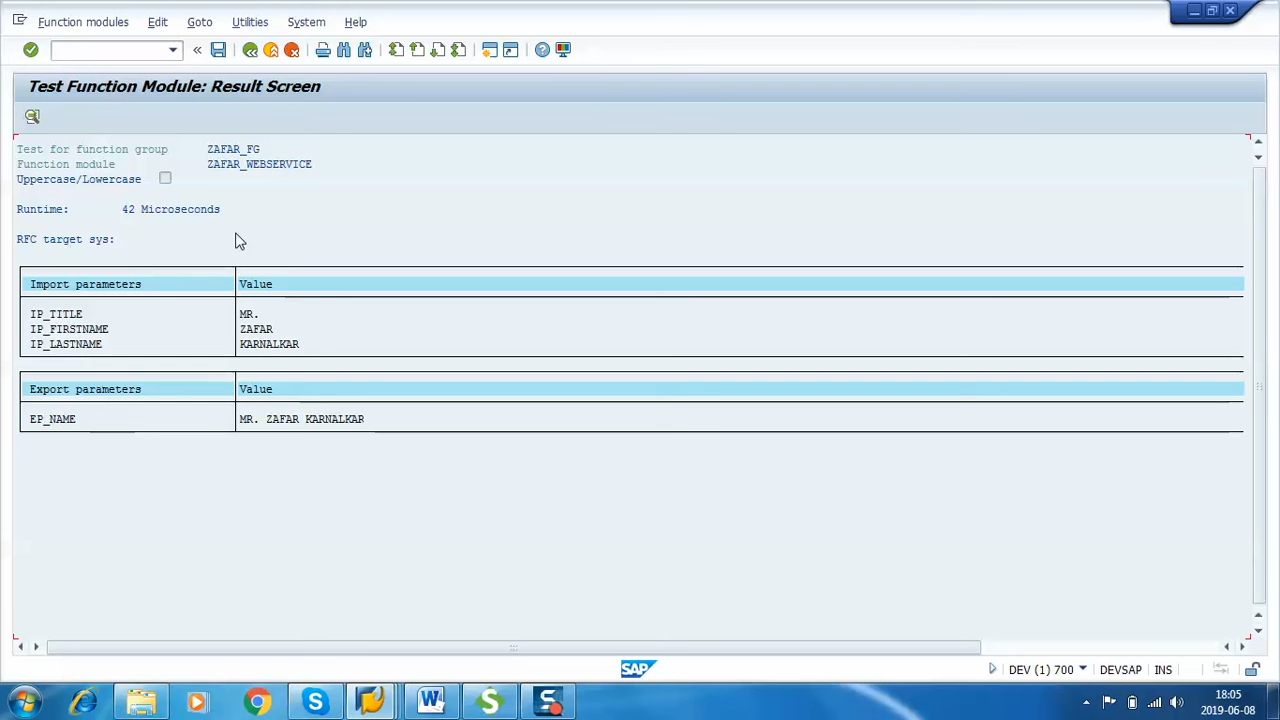 Function modules Edit Goto Utilities System Help
Test Function Module: Result Screen
Test for function group ZAFAR_FG
Function module ZAFAR_WEBSERVICE
Uppercase/Lowercase
Runtime: 42 Microseconds
RFC target sys:
Import parameters Value
IP_TITLE MR.
IP_FIRSTNAME ZAFAR
IP_LASTNAME KARNALKAR
Export parameters Value
EP_NAME MR. ZAFAR KARNALKAR
SAP
DEV (1) 700 DEVSAP INS
18:05
2019-06-08